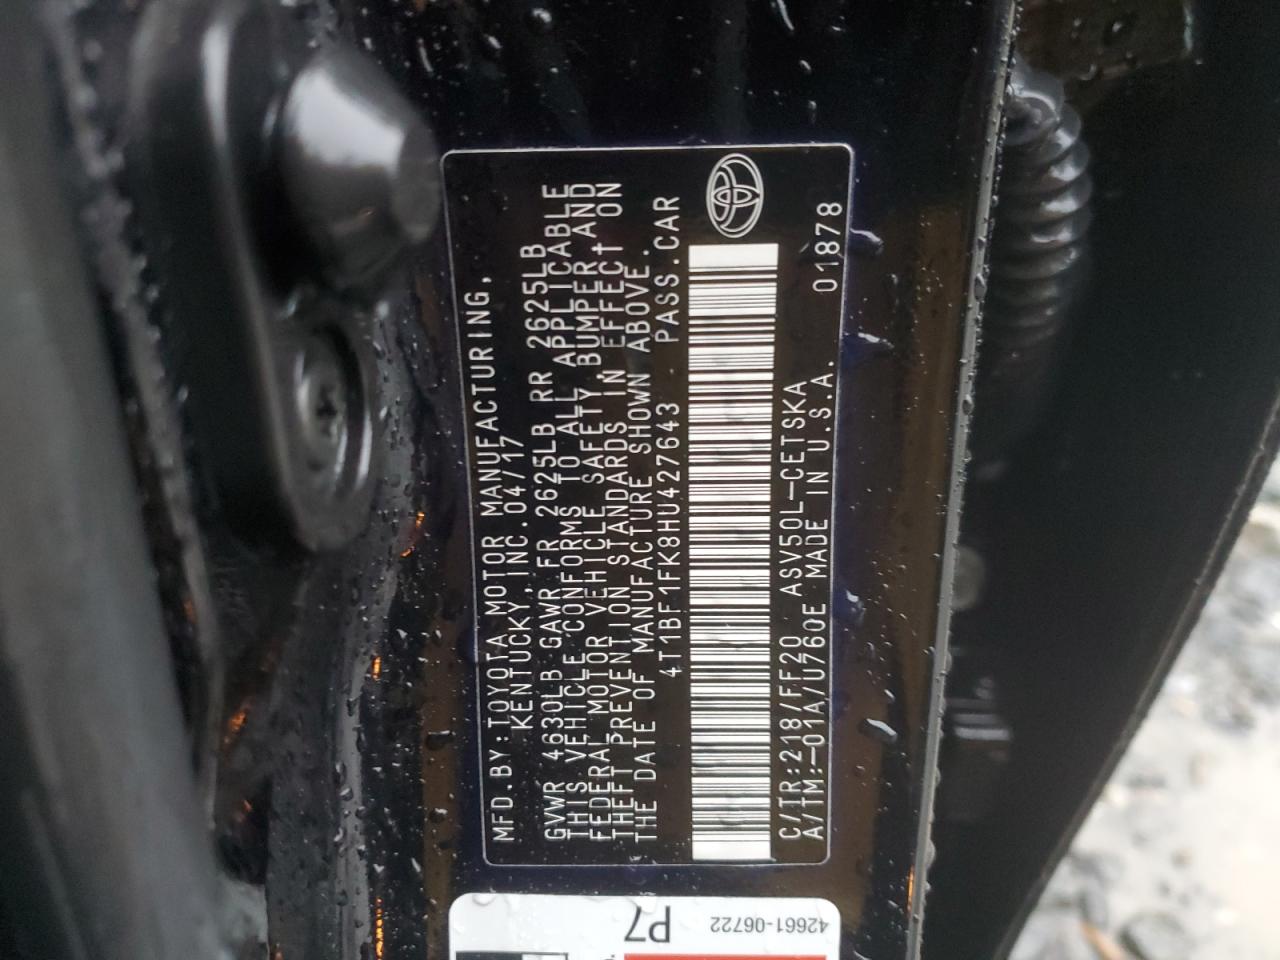 MFD.BY:TOYOTA MOTOR MANUFACTURING,
KENTUCKY,INC.04/17
GVWR 4630LB GAWR FR 2625LB RR 2625LB
THIS VEHICLE CONFORMS TO ALL APPLICABLE
FEDERAL MOTOR VEHICLE SAFETY,BUMPER,AND
THEFT PREVENTION STANDARDS IN EFFECT ON
THE DATE OF MANUFACTURE SHOWN ABOVE.
4T1BF1FK8HU427643 PASS.CAR
C/TR:218/FF20 ASV50L-CETSKA
A/TM:-01A/U760E MADE IN U.S.A. 01878
P7
42661-06722